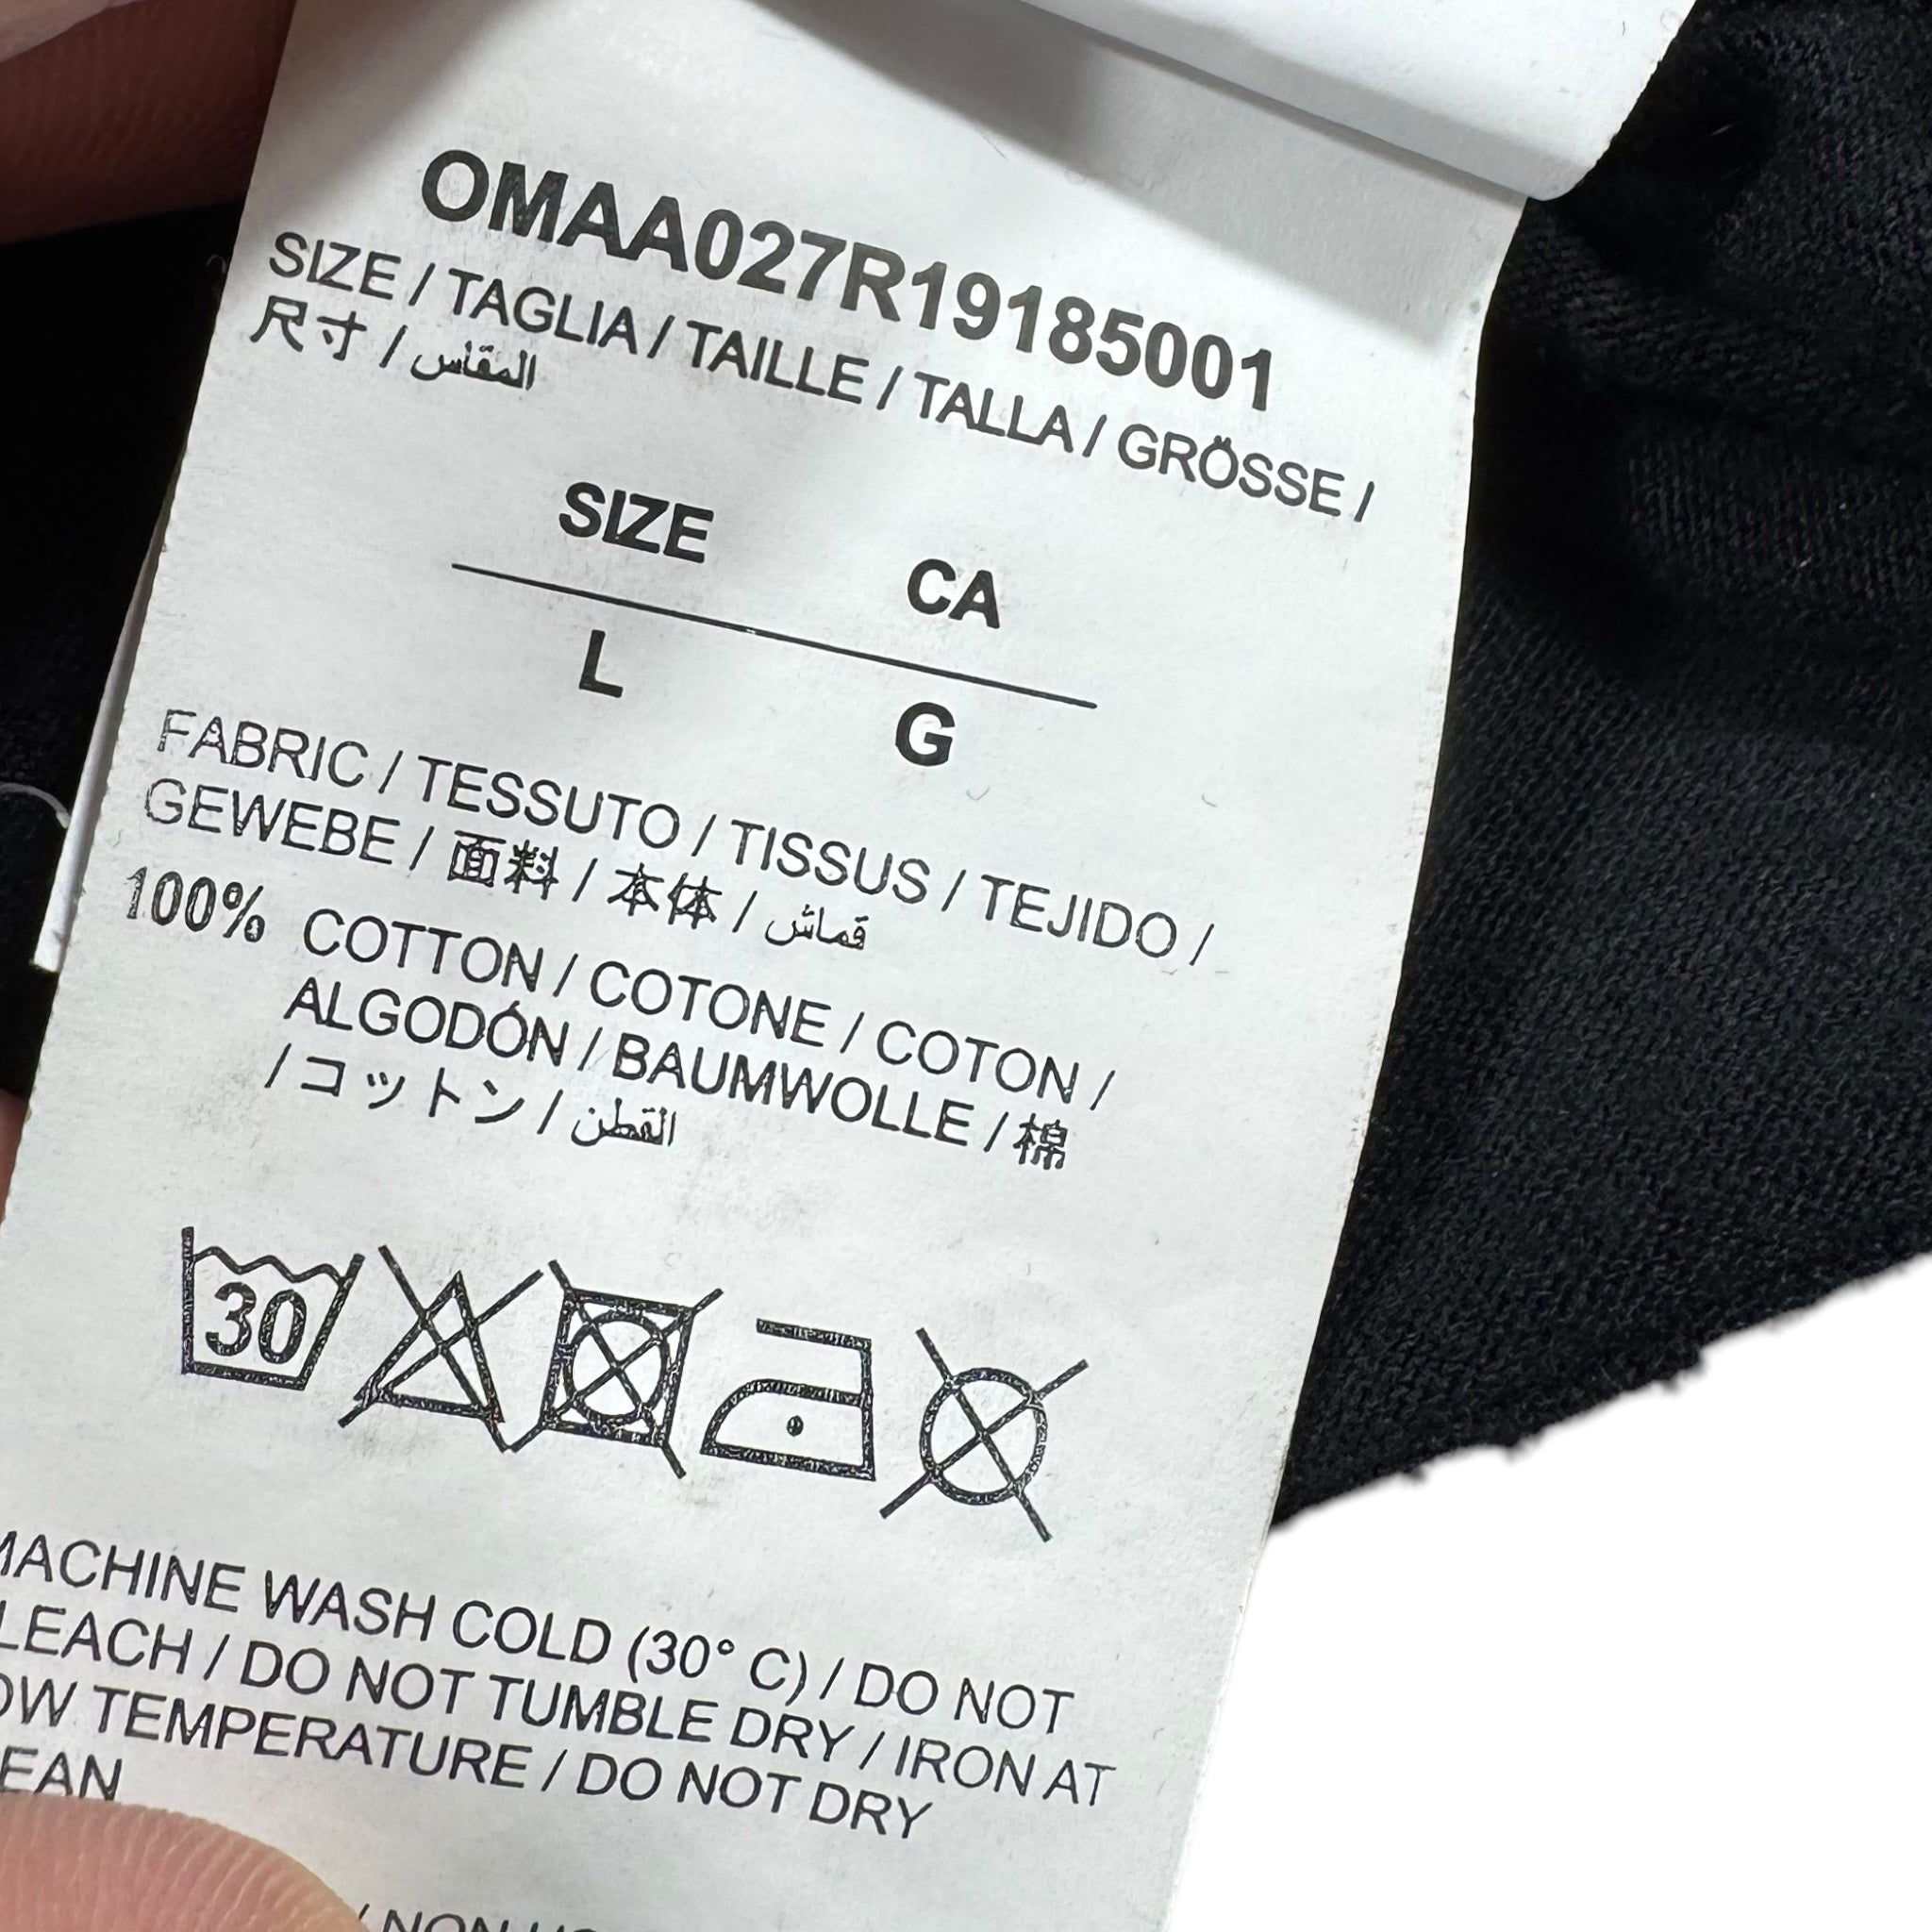 OMAA027R19185001
SIZE / TAGLIA / TAILLE / TALLA / GRÖSSE /
尺寸 / المقاس
SIZE CA
L G
FABRIC / TESSUTO / TISSUS / TEJIDO /
GEWEBE / 面料 / 本体 / قماش
100% COTTON / COTONE / COTON /
ALGODÓN / BAUMWOLLE / 棉
/ コットン / القطن
30
MACHINE WASH COLD (30° C) / DO NOT
LEACH / DO NOT TUMBLE DRY / IRON AT
OW TEMPERATURE / DO NOT DRY
EAN
/ NON